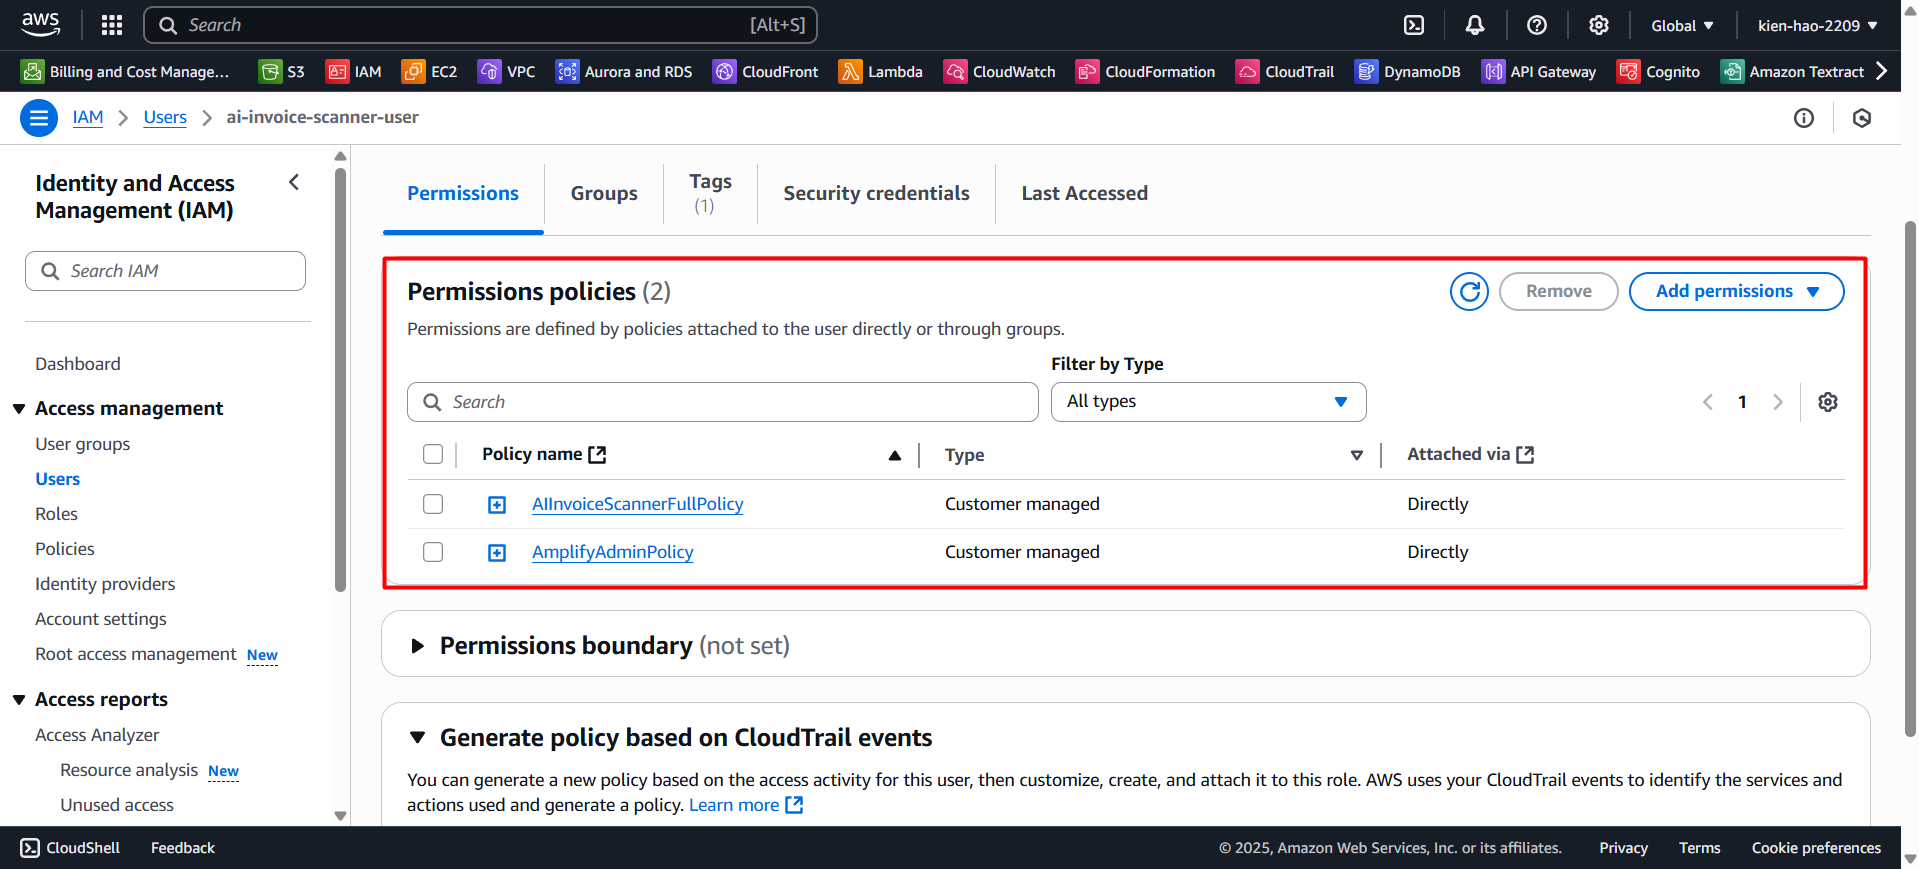 aws
Search [Alt+S]
Global
kien-hao-2209
Billing and Cost Manage...
S3
IAM
EC2
VPC
Aurora and RDS
CloudFront
Lambda
CloudWatch
CloudFormation
CloudTrail
DynamoDB
API Gateway
Cognito
Amazon Textract
IAM > Users > ai-invoice-scanner-user
Identity and Access
Management (IAM)
Search IAM
Dashboard
Access management
User groups
Users
Roles
Policies
Identity providers
Account settings
Root access management New
Access reports
Access Analyzer
Resource analysis New
Unused access
Permissions
Groups
Tags
(1)
Security credentials
Last Accessed
Permissions policies (2)
Remove
Add permissions
Permissions are defined by policies attached to the user directly or through groups.
Filter by Type
Search
All types
1
Policy name Type Attached via
AIInvoiceScannerFullPolicy Customer managed Directly
AmplifyAdminPolicy Customer managed Directly
Permissions boundary (not set)
Generate policy based on CloudTrail events
You can generate a new policy based on the access activity for this user, then customize, create, and attach it to this role. AWS uses your CloudTrail events to identify the services and
actions used and generate a policy. Learn more
CloudShell
Feedback
© 2025, Amazon Web Services, Inc. or its affiliates.
Privacy
Terms
Cookie preferences